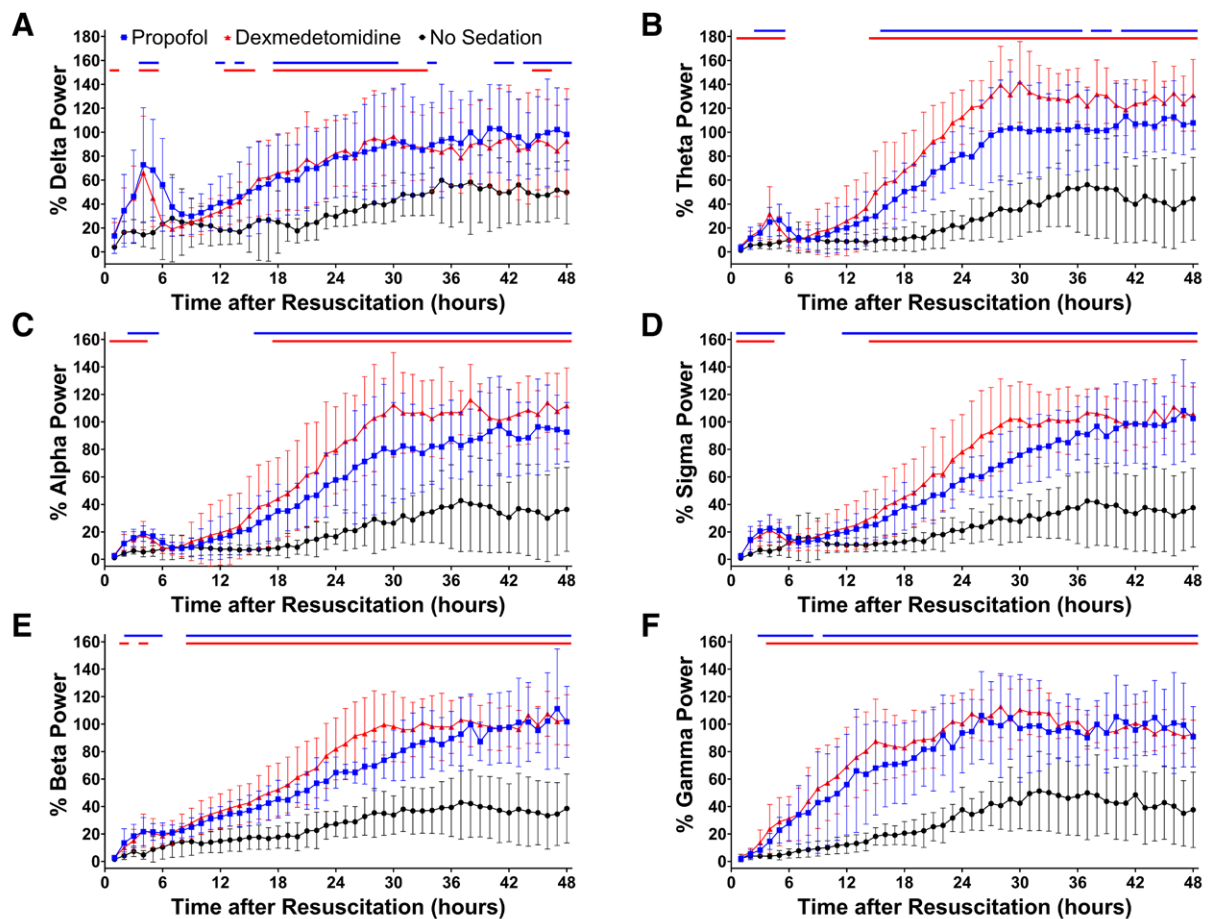 A
Propofol Dexmedetomidine No Sedation
% Delta Power
180
160
140
120
100
80
60
40
20
0
0 6 12 18 24 30 36 42 48
Time after Resuscitation (hours)
B
% Theta Power
180
160
140
120
100
80
60
40
20
0
0 6 12 18 24 30 36 42 48
Time after Resuscitation (hours)
C
% Alpha Power
160
140
120
100
80
60
40
20
0
0 6 12 18 24 30 36 42 48
Time after Resuscitation (hours)
D
% Sigma Power
160
140
120
100
80
60
40
20
0
0 6 12 18 24 30 36 42 48
Time after Resuscitation (hours)
E
% Beta Power
160
140
120
100
80
60
40
20
0
0 6 12 18 24 30 36 42 48
Time after Resuscitation (hours)
F
% Gamma Power
160
140
120
100
80
60
40
20
0
0 6 12 18 24 30 36 42 48
Time after Resuscitation (hours)